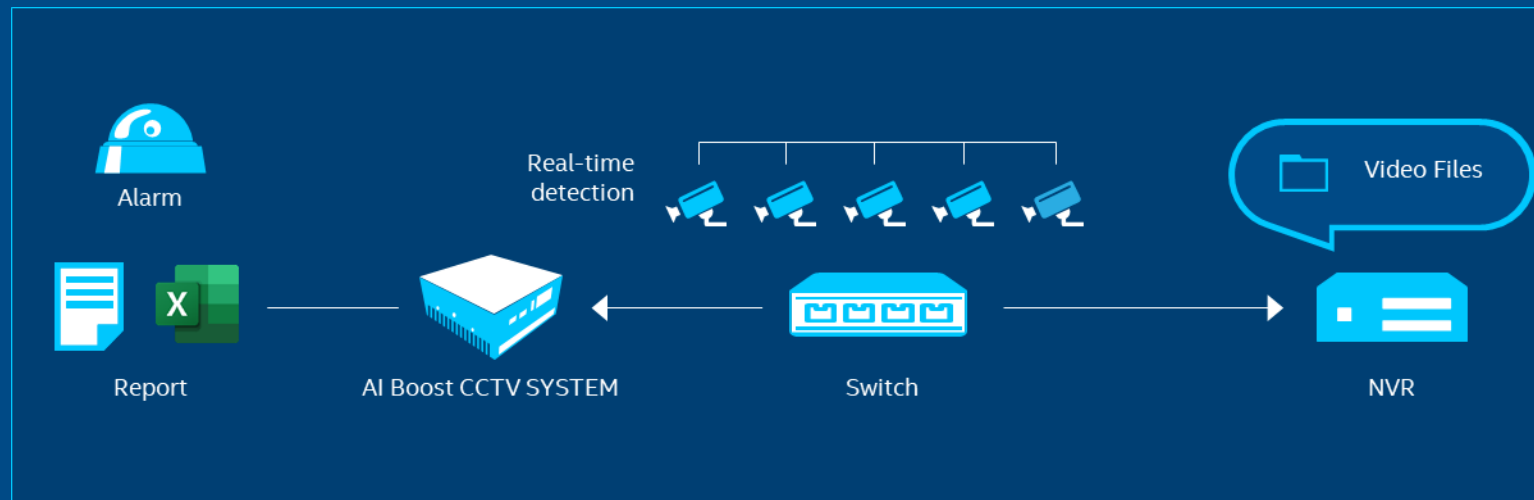 Alarm
Real-time
detection
Video Files
X
Report
AI Boost CCTV SYSTEM
Switch
NVR